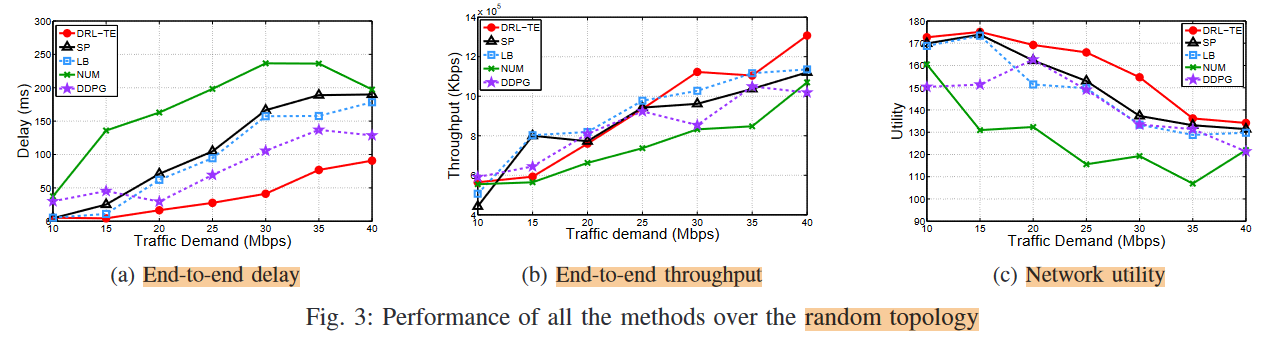 300
250
200
150
100
50
0
Delay (ms)
DRL-TE
SP
LB
NUM
DDPG
10 15 20 25 30 35 40
Traffic Demand (Mbps)
(a) End-to-end delay
14 x 10⁵
12
10
8
6
4
Throughput (Kbps)
DRL-TE
SP
LB
NUM
DDPG
10 15 20 25 30 35 40
Traffic demand (Mbps)
(b) End-to-end throughput
180
170
160
150
140
130
120
110
100
90
Utility
DRL-TE
SP
LB
NUM
DDPG
10 15 20 25 30 35 40
Traffic Demand (Mbps)
(c) Network utility
Fig. 3: Performance of all the methods over the random topology